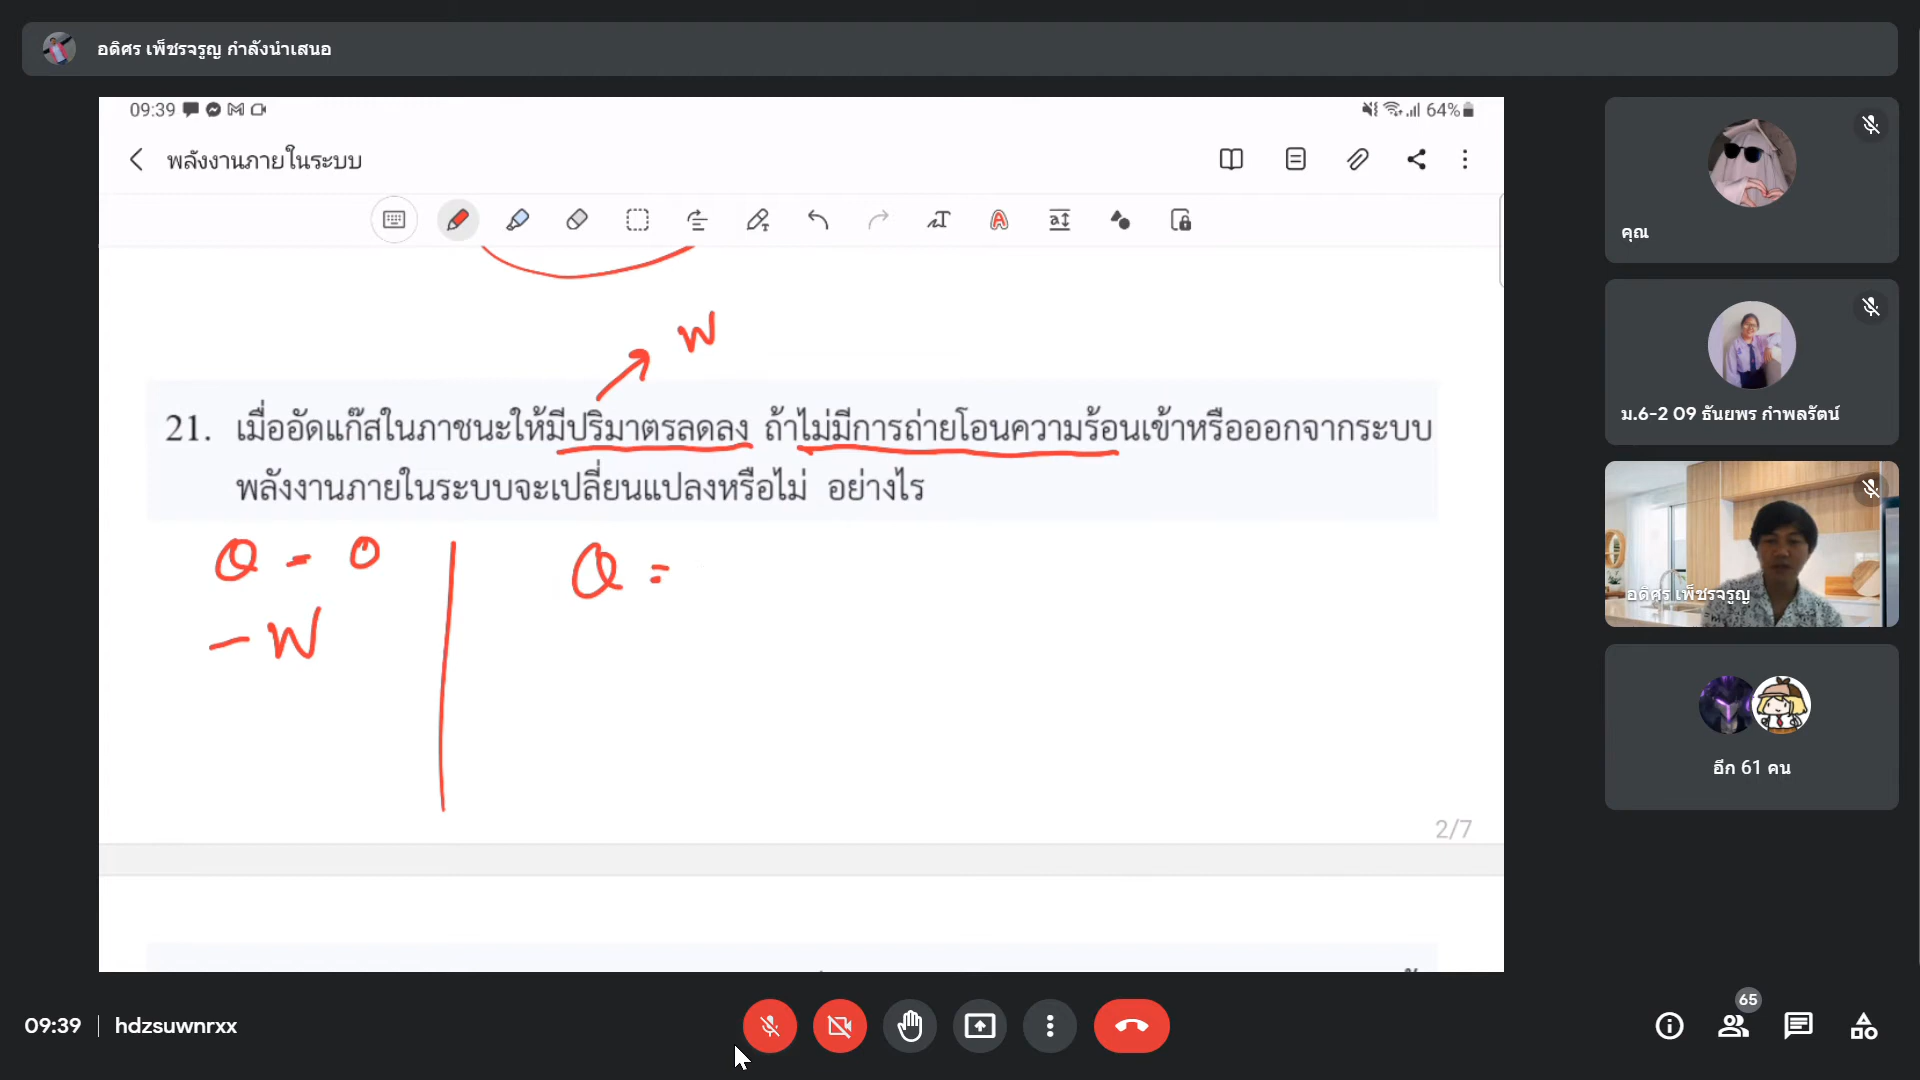 อดิศร เพ็ชรจรูญ กำลังนำเสนอ
09:39
64%
พลังงานภายในระบบ
W
21. เมื่ออัดแก๊สในภาชนะให้มีปริมาตรลดลง ถ้าไม่มีการถ่ายโอนความร้อนเข้าหรือออกจากระบบ
พลังงานภายในระบบจะเปลี่ยนแปลงหรือไม่ อย่างไร
Q = 0
Q =
- W
2/7
คุณ
ม.6-2 09 ธันยพร กำพลรัตน์
อดิศร เพ็ชรจรูญ
อีก 61 คน
09:39
hdzsuwnrxx
65